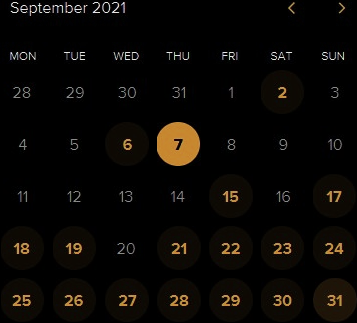 September 2021
MON TUE WED THU FRI SAT SUN
28 29 30 31 1 2 3
4 5 6 7 8 9 10
11 12 13 14 15 16 17
18 19 20 21 22 23 24
25 26 27 28 29 30 31